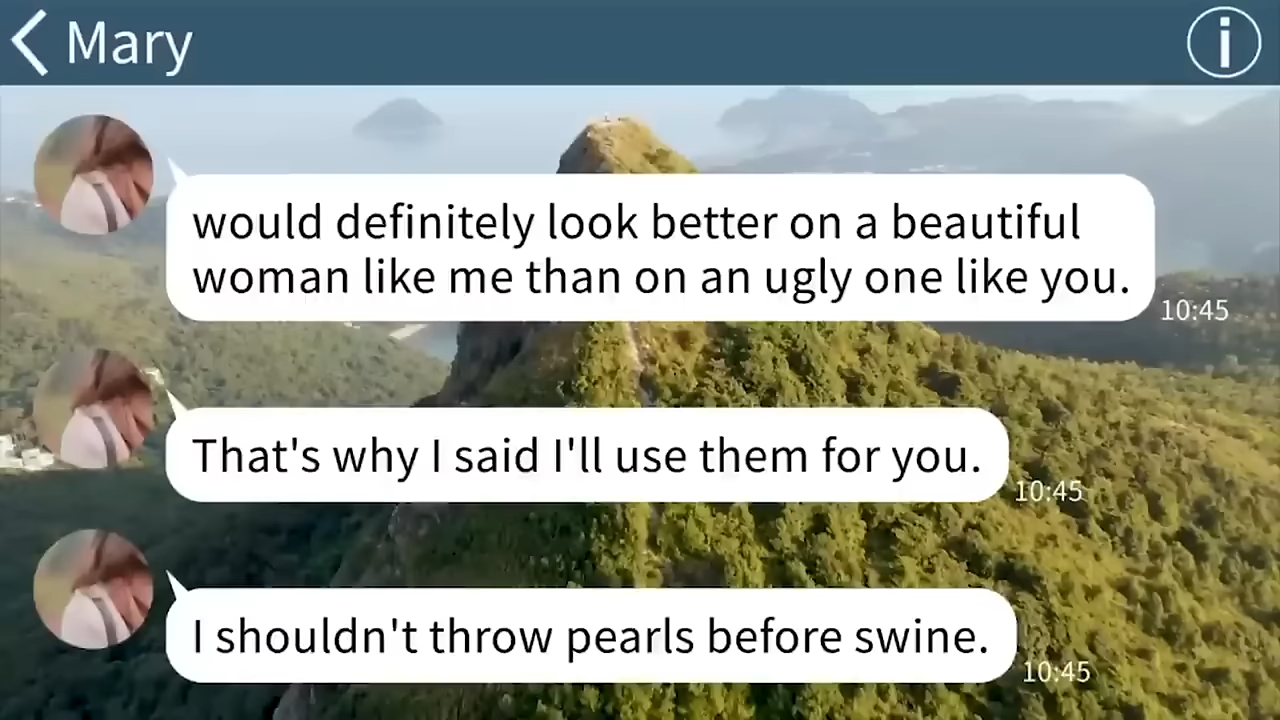 Mary
would definitely look better on a beautiful
woman like me than on an ugly one like you.
10:45
That's why I said I'll use them for you.
10:45
I shouldn't throw pearls before swine.
10:45